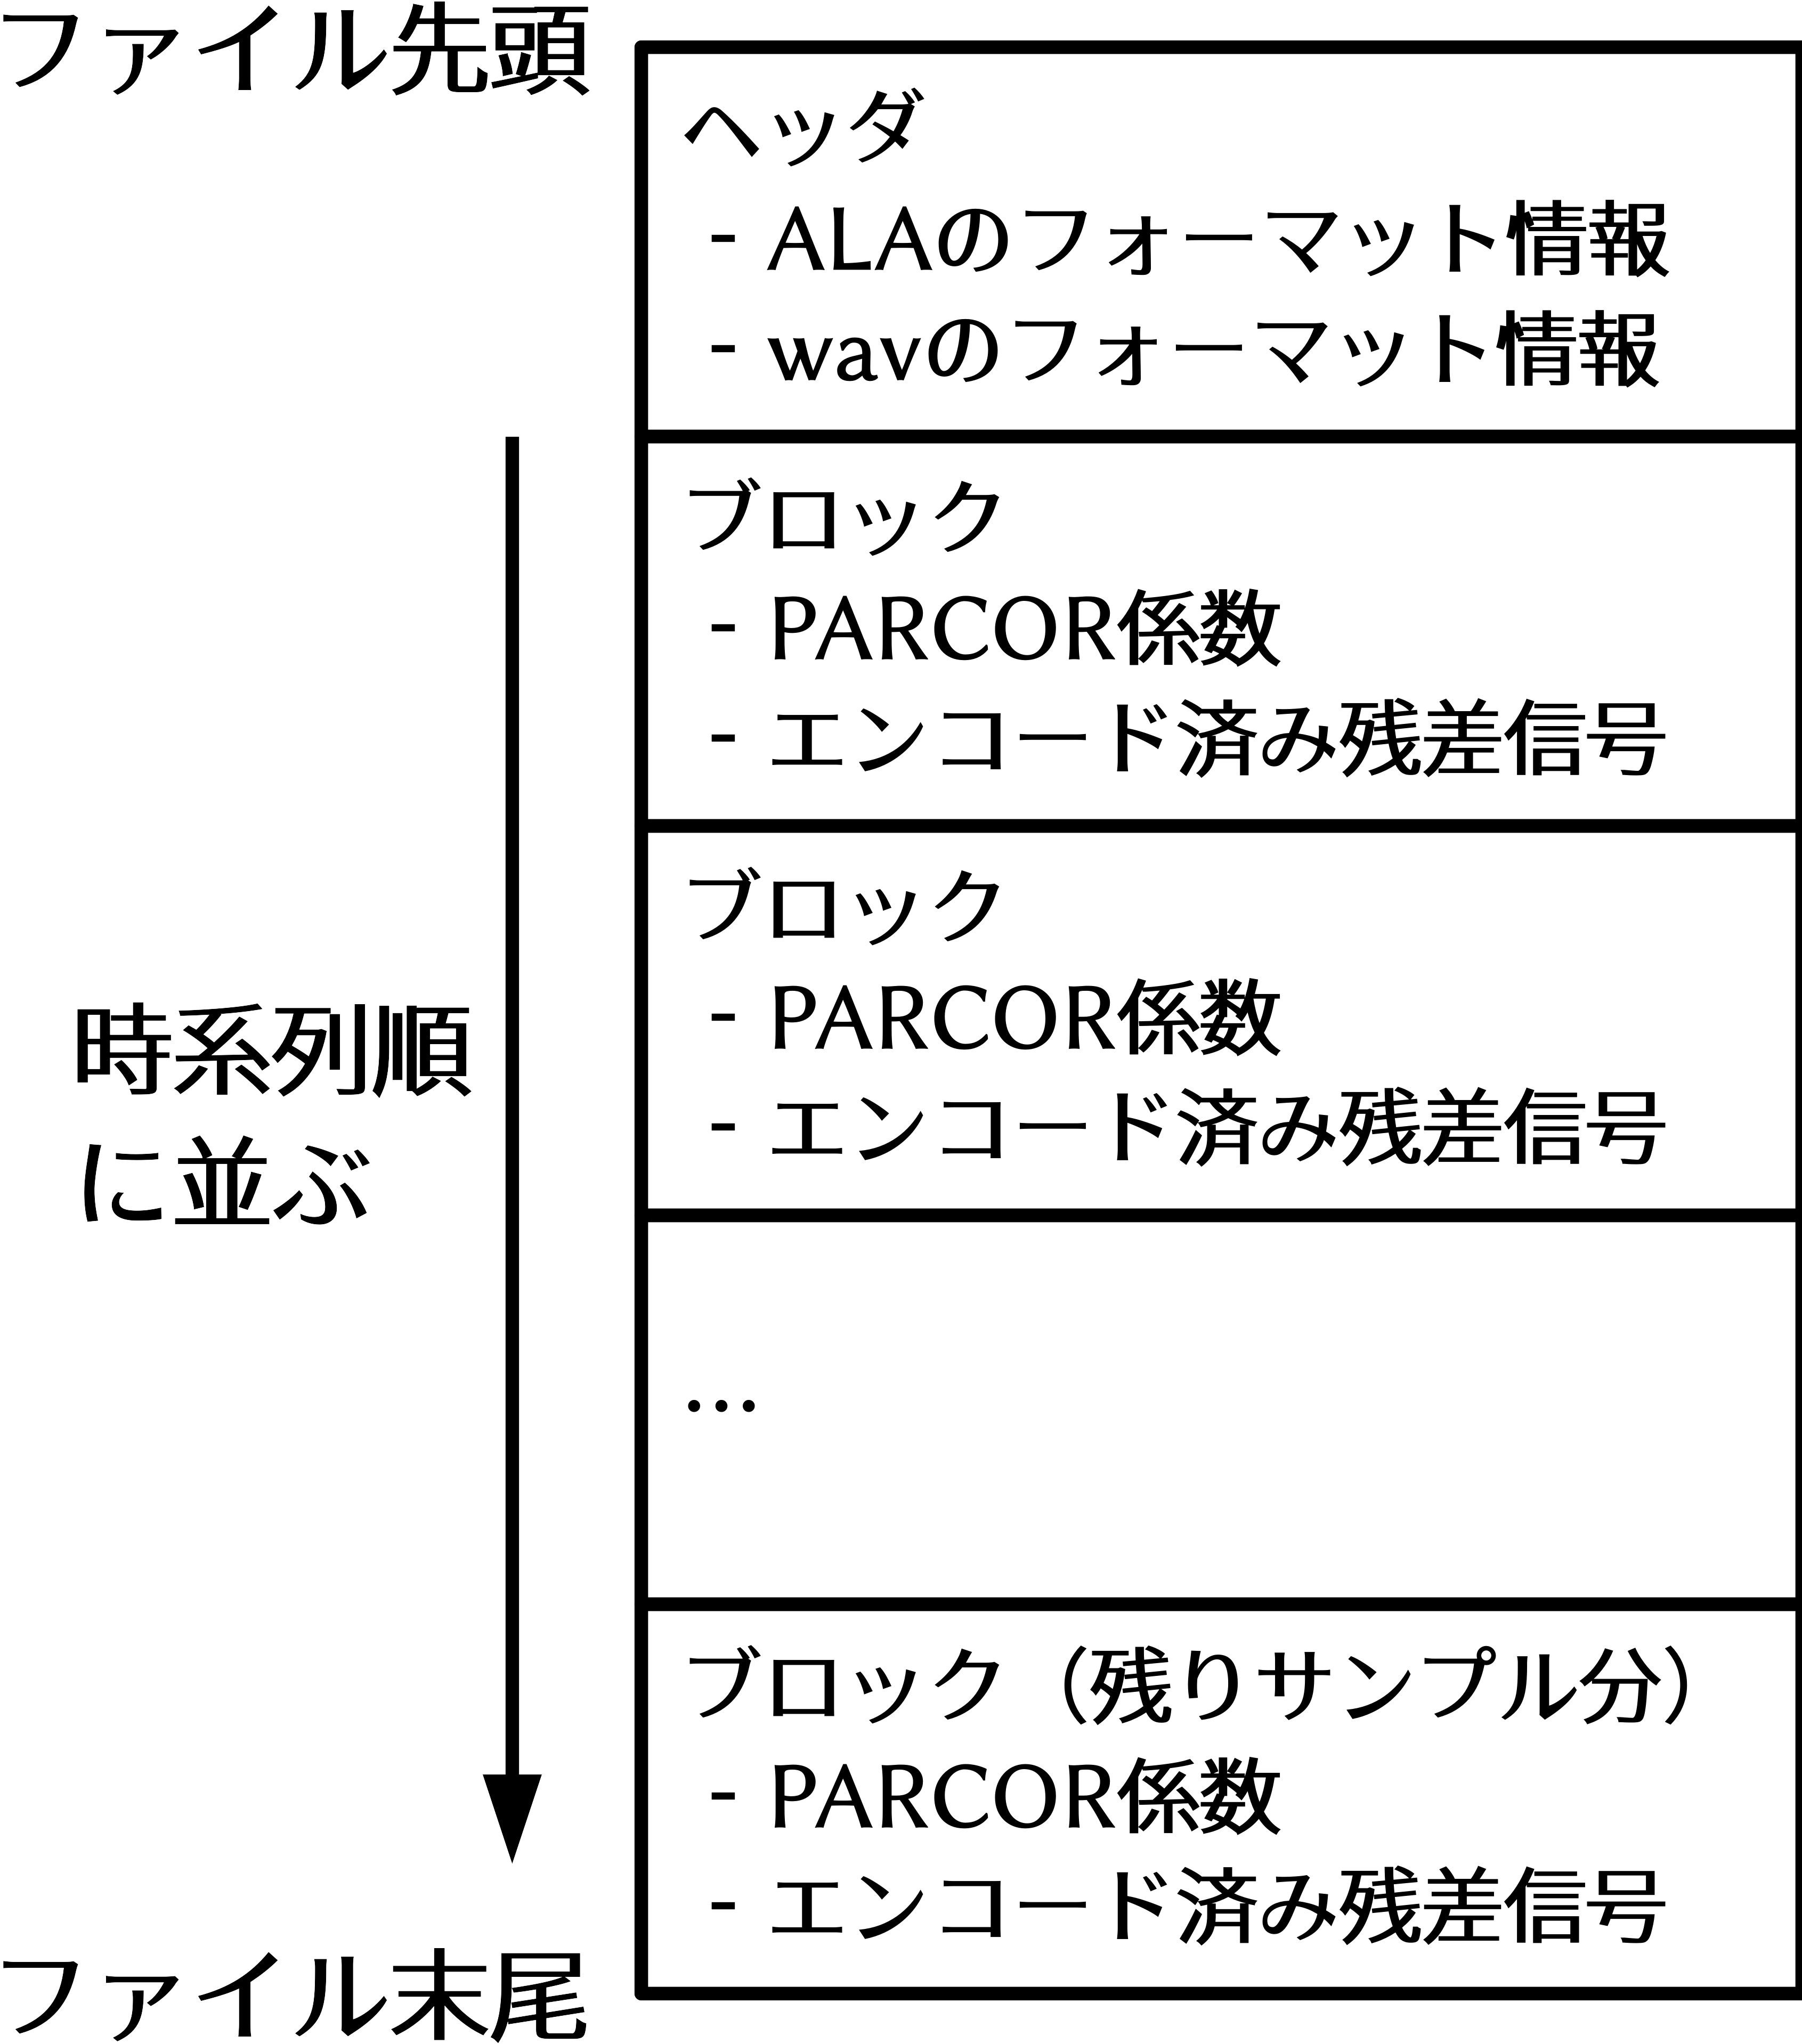 ファイル先頭
ヘッダ
- ALAのフォーマット情報
- wavのフォーマット情報
ブロック
- PARCOR係数
- エンコード済み残差信号
ブロック
- PARCOR係数
- エンコード済み残差信号
時系列順
に並ぶ
...
ブロック（残りサンプル分）
- PARCOR係数
- エンコード済み残差信号
ファイル末尾